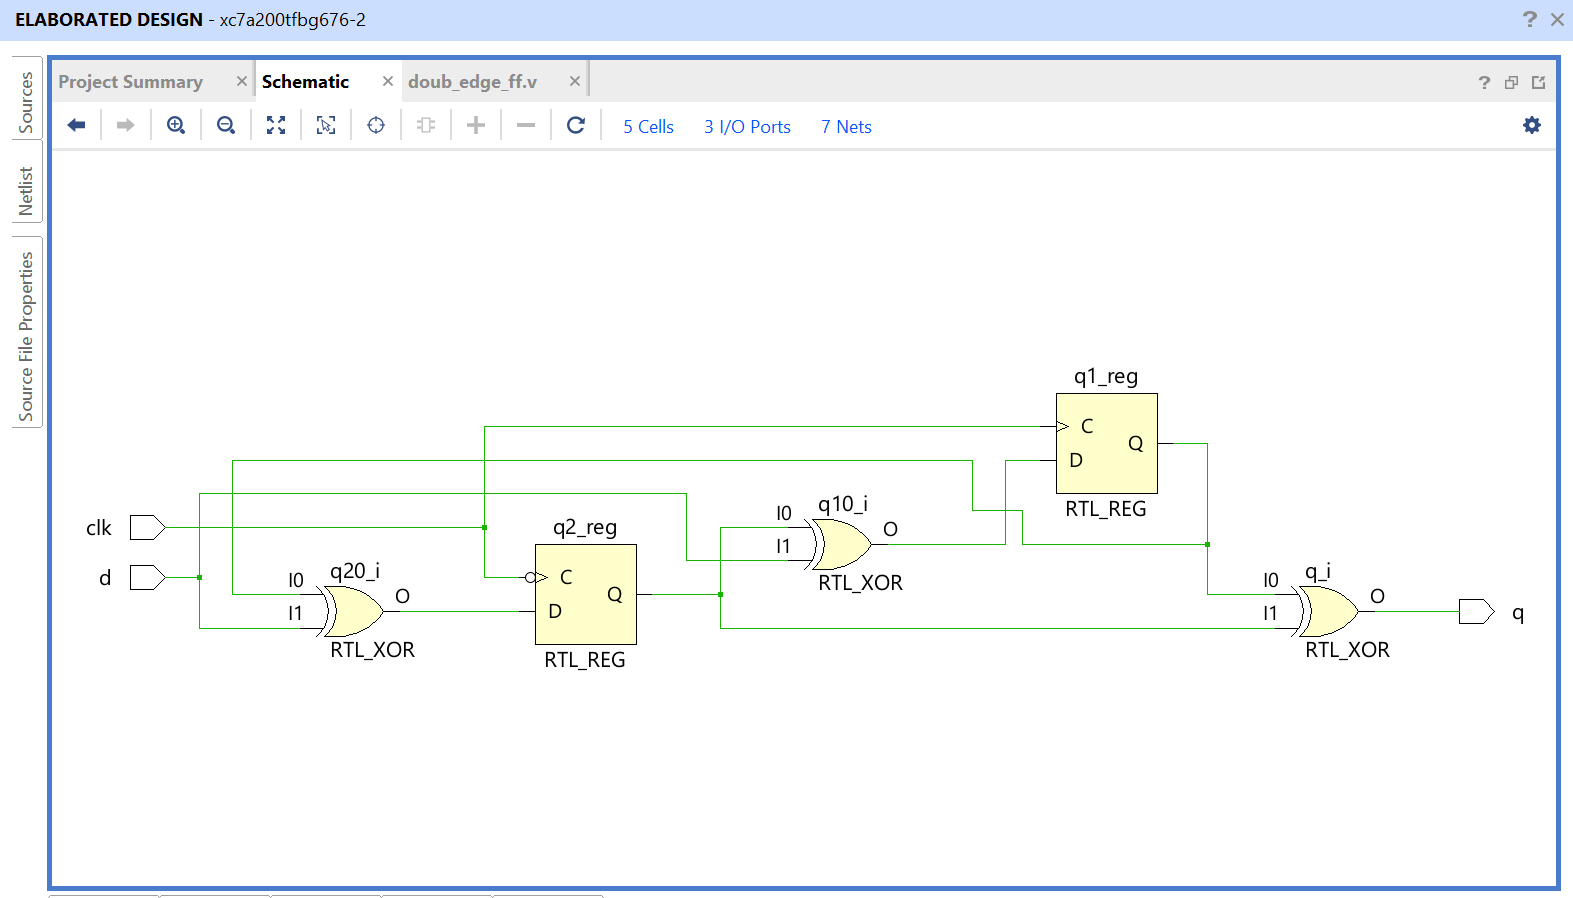 ELABORATED DESIGN - xc7a200tfbg676-2
?
Sources
Netlist
Source File Properties
Project Summary
Schematic
doub_edge_ff.v
?
5 Cells
3 I/O Ports
7 Nets
q1_reg
C
D
Q
RTL_REG
q10_i
I0
I1
O
RTL_XOR
clk
d
q2_reg
C
D
Q
RTL_REG
q20_i
I0
I1
O
RTL_XOR
q_i
I0
I1
O
RTL_XOR
q